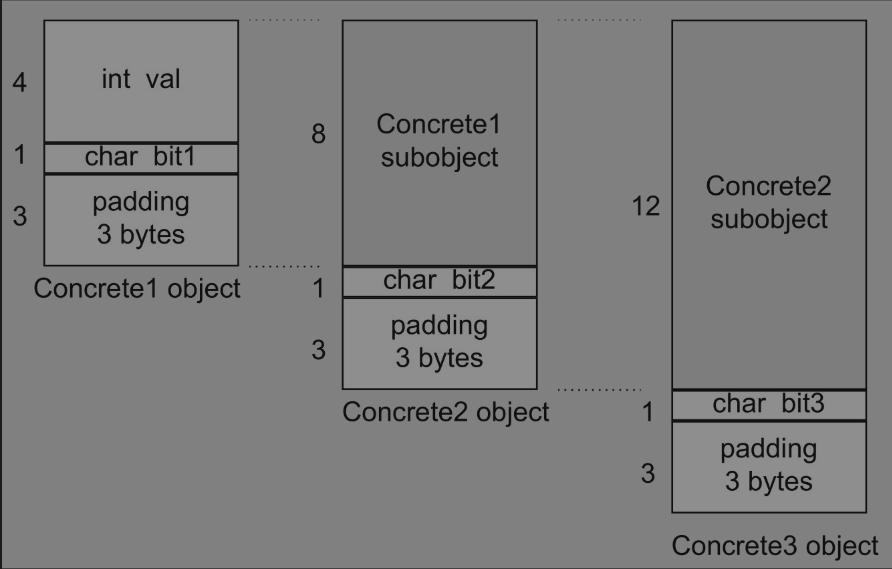 4
int val
1
char bit1
3
padding
3 bytes
Concrete1 object
8
Concrete1
subobject
1
char bit2
3
padding
3 bytes
Concrete2 object
12
Concrete2
subobject
1
char bit3
3
padding
3 bytes
Concrete3 object